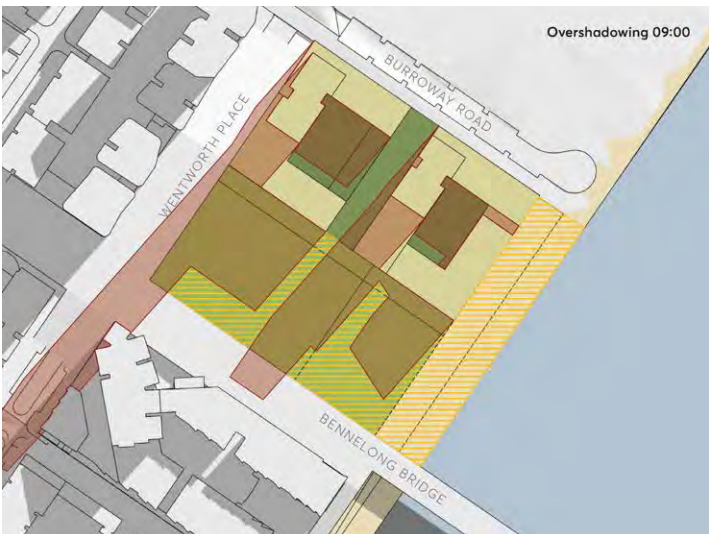 Overshadowing 09:00
BURROWAY ROAD
WENTWORTH PLACE
BENNELONG BRIDGE